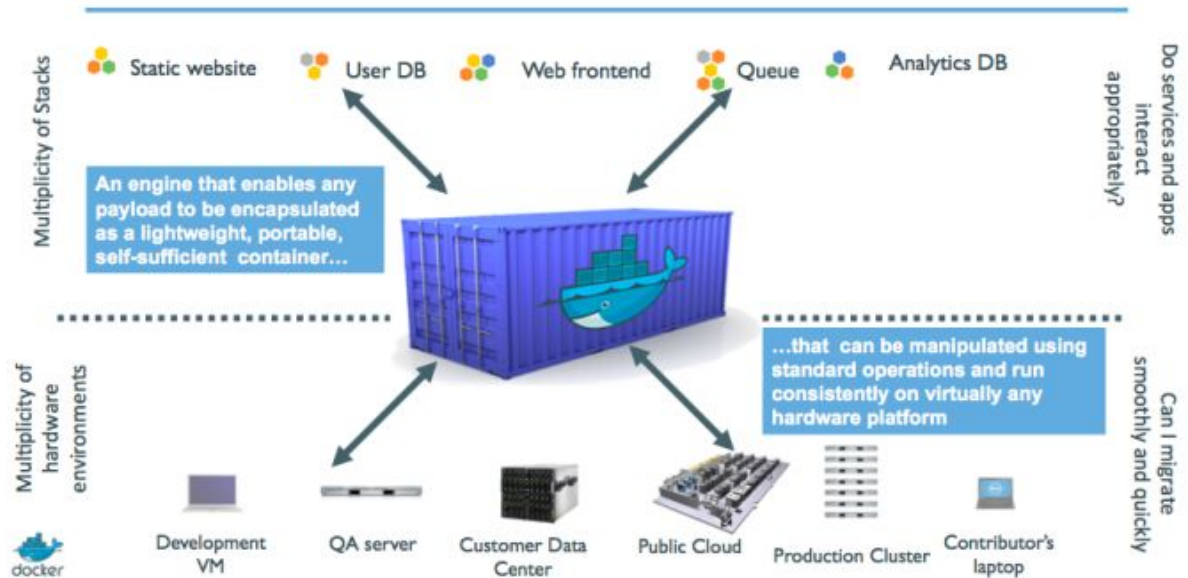 Static website
User DB
Web frontend
Queue
Analytics DB
Multiplicity of Stacks
Do services and apps
interact
appropriately?
An engine that enables any
payload to be encapsulated
as a lightweight, portable,
self-sufficient container...
...that can be manipulated using
standard operations and run
consistently on virtually any
hardware platform
Multiplicity of
hardware
environments
Can I migrate
smoothly and quickly
Development
VM
QA server
Customer Data
Center
Public Cloud
Production Cluster
Contributor's
laptop
docker